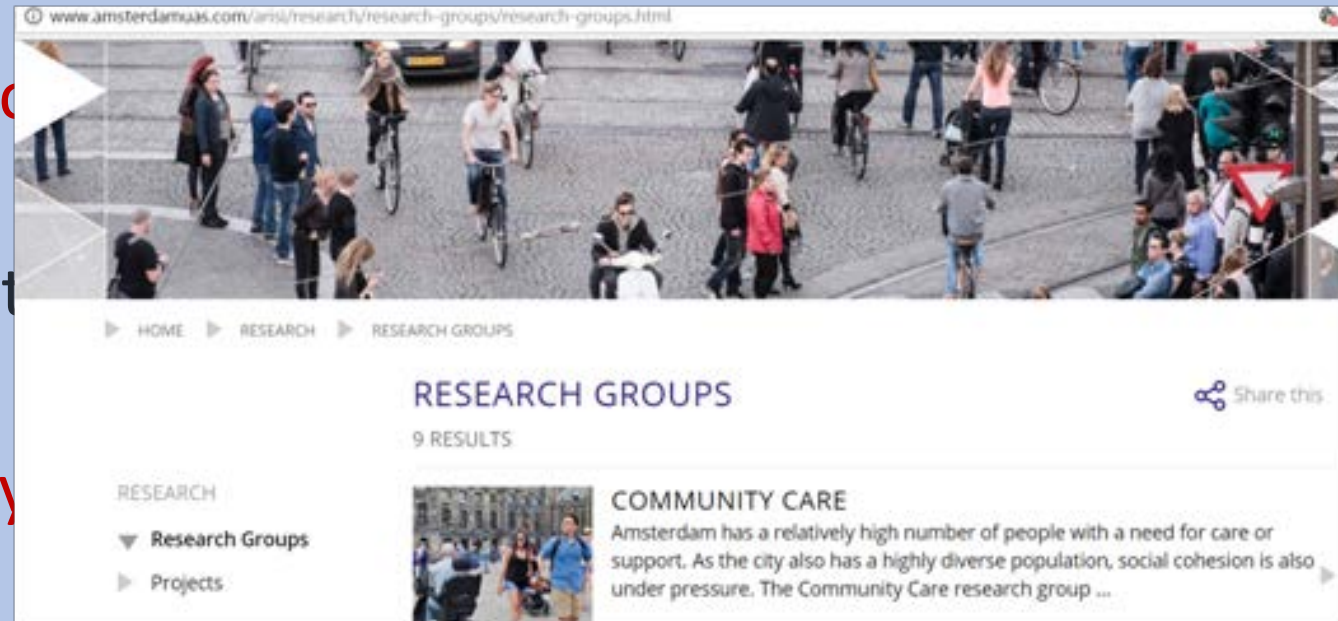 www.amsterdamuas.com/arisi/research/research-groups/research-groups.html
HOME RESEARCH RESEARCH GROUPS
RESEARCH GROUPS
Share this
9 RESULTS
RESEARCH
Research Groups
Projects
COMMUNITY CARE
Amsterdam has a relatively high number of people with a need for care or
support. As the city also has a highly diverse population, social cohesion is also
under pressure. The Community Care research group ...